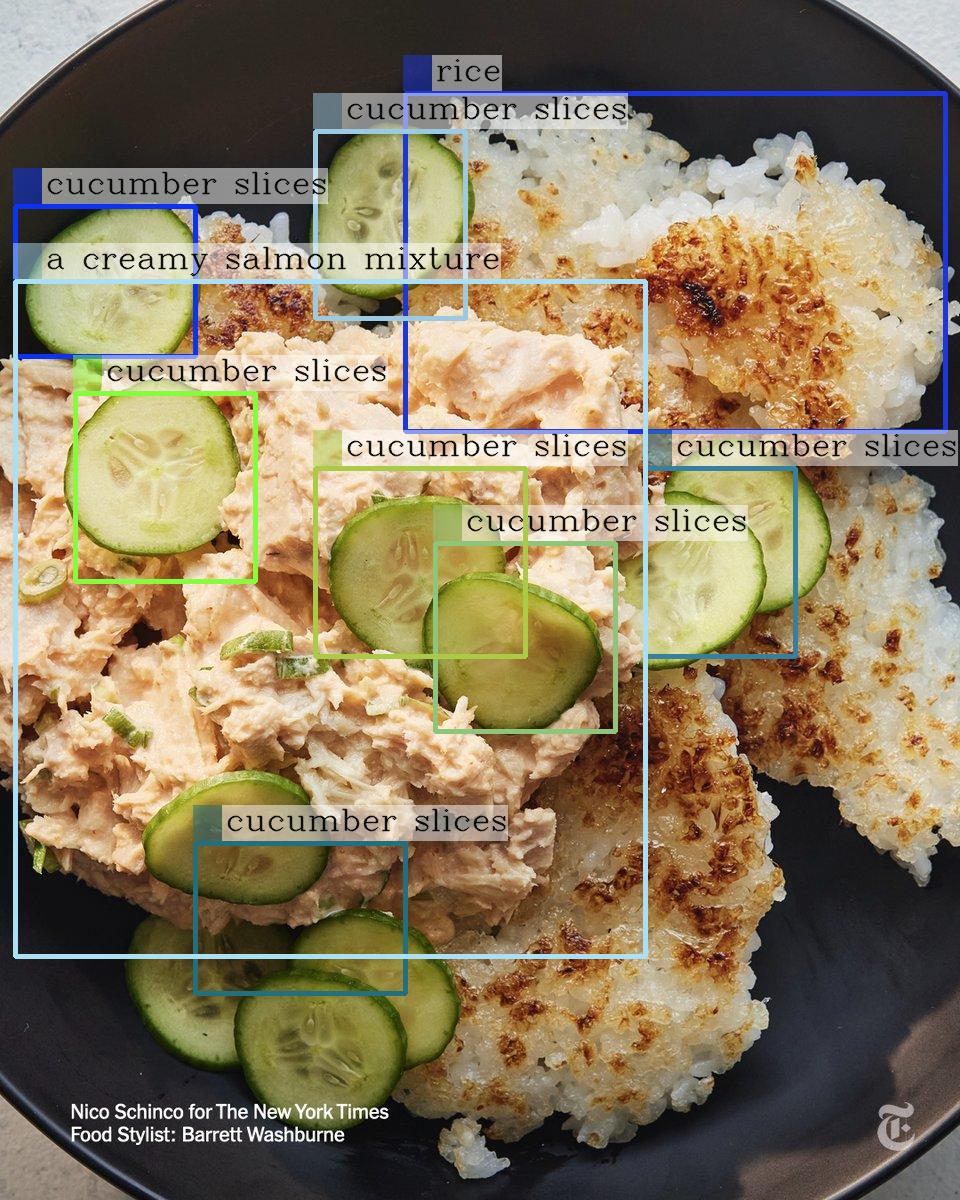 rice
cucumber slices
cucumber slices
a creamy salmon mixture
cucumber slices
cucumber slices
cucumber slices
cucumber slices
cucumber slices
Nico Schinco for The New York Times
Food Stylist: Barrett Washburne
T